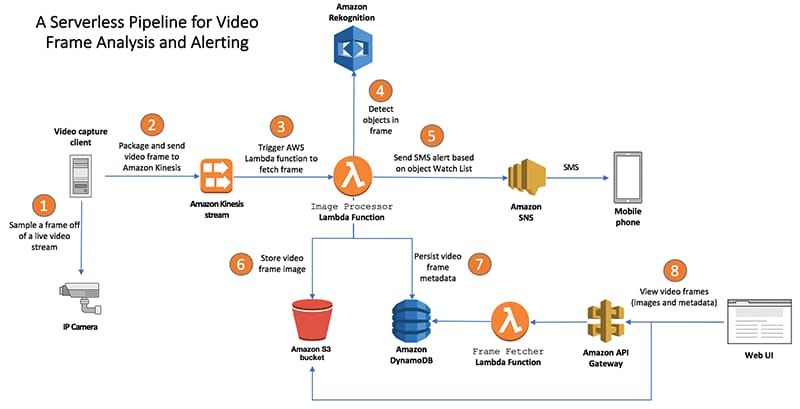 A Serverless Pipeline for Video
Frame Analysis and Alerting
Amazon
Rekognition
4
Detect
objects in
frame
Video capture
client
2
Package and send
video frame to
Amazon Kinesis
Amazon Kinesis
stream
3
Trigger AWS
Lambda function to
fetch frame
Image Processor
Lambda Function
5
Send SMS alert based
on object Watch List
Amazon
SNS
SMS
Mobile
phone
1
Sample a frame off
of a live video
stream
IP Camera
6
Store video
frame image
Amazon S3
bucket
Persist video
frame
metadata
7
Amazon
DynamoDB
Frame Fetcher
Lambda Function
Amazon API
Gateway
8
View video frames
(images and metadata)
Web UI